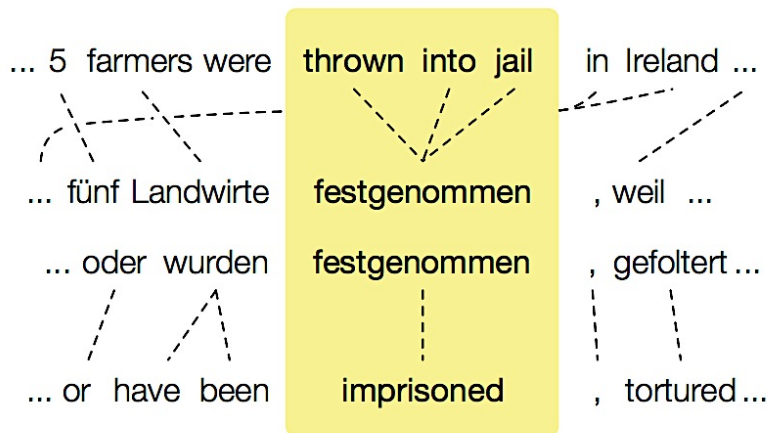 ... 5 farmers were thrown into jail in Ireland ...
... fünf Landwirte festgenommen , weil ...
... oder wurden festgenommen , gefoltert ...
... or have been imprisoned , tortured ...